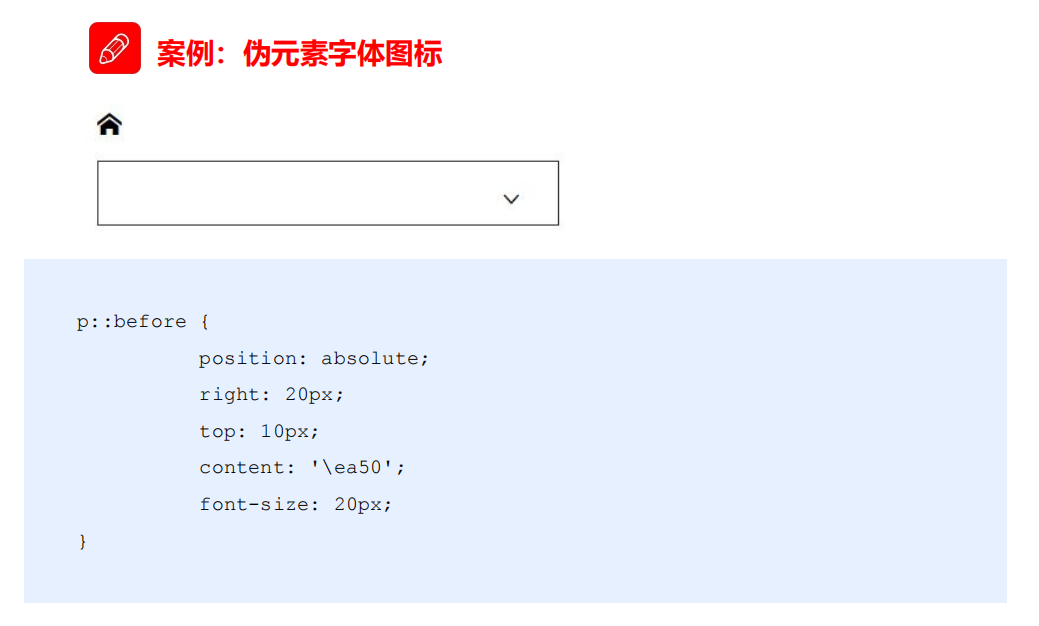 案例：伪元素字体图标
p::before {
position: absolute;
right: 20px;
top: 10px;
content: '\ea50';
font-size: 20px;
}